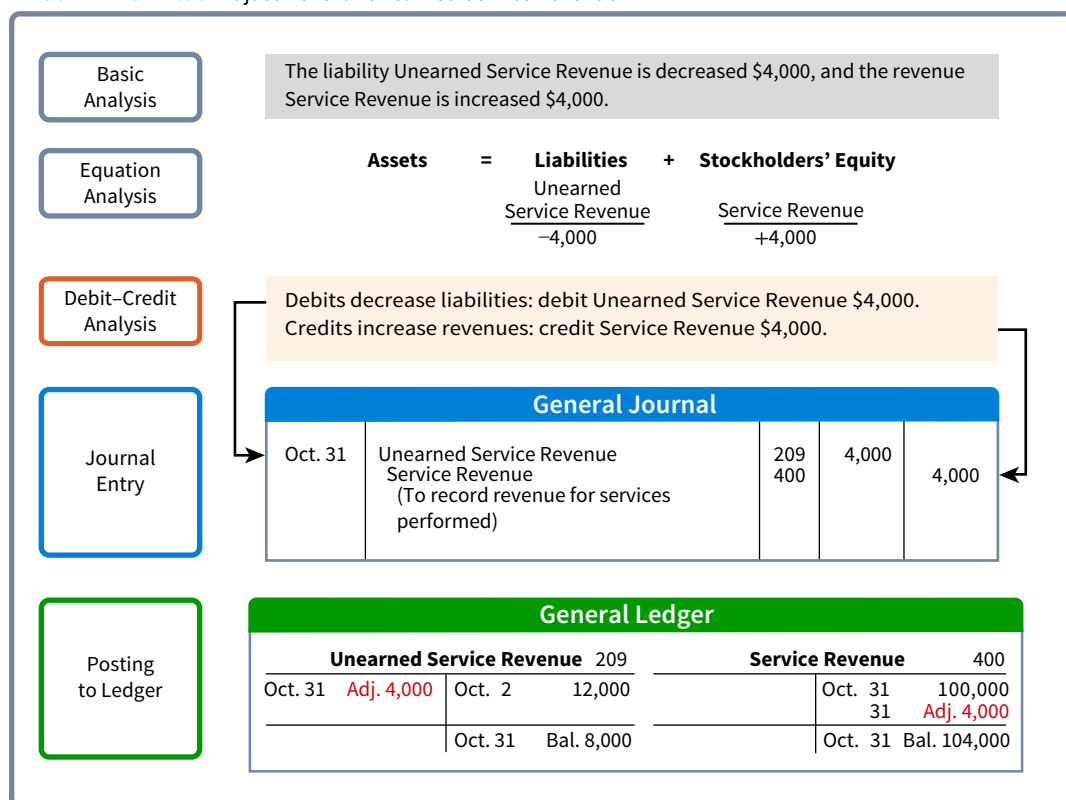 Basic
Analysis
The liability Unearned Service Revenue is decreased $4,000, and the revenue
Service Revenue is increased $4,000.
Equation
Analysis
Assets = Liabilities + Stockholders’ Equity
Unearned
Service Revenue Service Revenue
−4,000 +4,000
Debit–Credit
Analysis
Debits decrease liabilities: debit Unearned Service Revenue $4,000.
Credits increase revenues: credit Service Revenue $4,000.
Journal
Entry
General Journal
Oct. 31 Unearned Service Revenue 209 4,000
Service Revenue 400 4,000
(To record revenue for services
performed)
Posting
to Ledger
General Ledger
Unearned Service Revenue 209 Service Revenue 400
Oct. 31 Adj. 4,000 Oct. 2 12,000 Oct. 31 100,000
31 Adj. 4,000
Oct. 31 Bal. 8,000 Oct. 31 Bal. 104,000